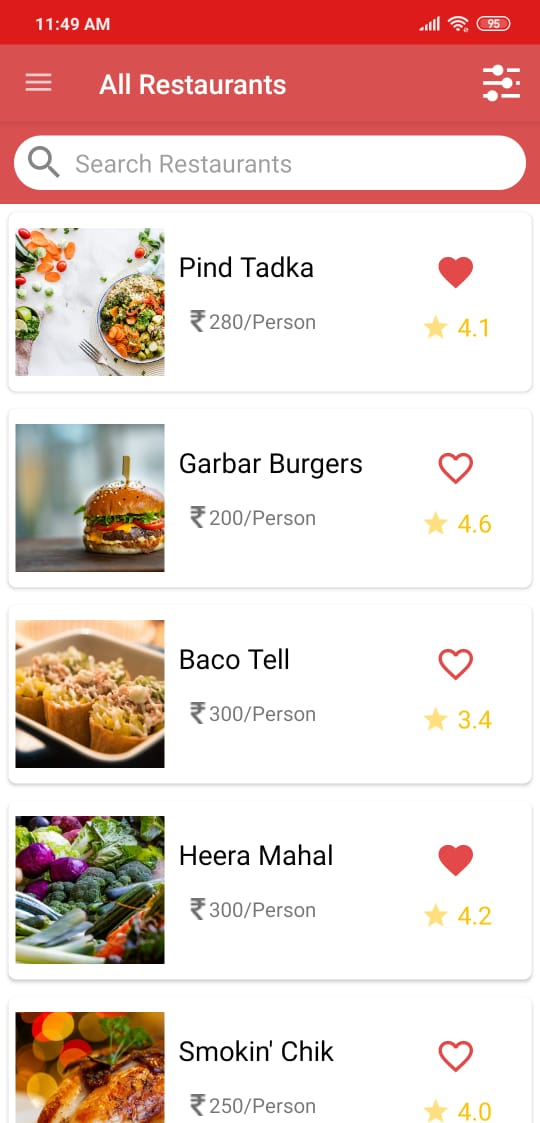 11:49 AM
95
All Restaurants
Search Restaurants
Pind Tadka
₹280/Person
4.1
Garbar Burgers
₹200/Person
4.6
Baco Tell
₹300/Person
3.4
Heera Mahal
₹300/Person
4.2
Smokin' Chik
₹250/Person
4.0